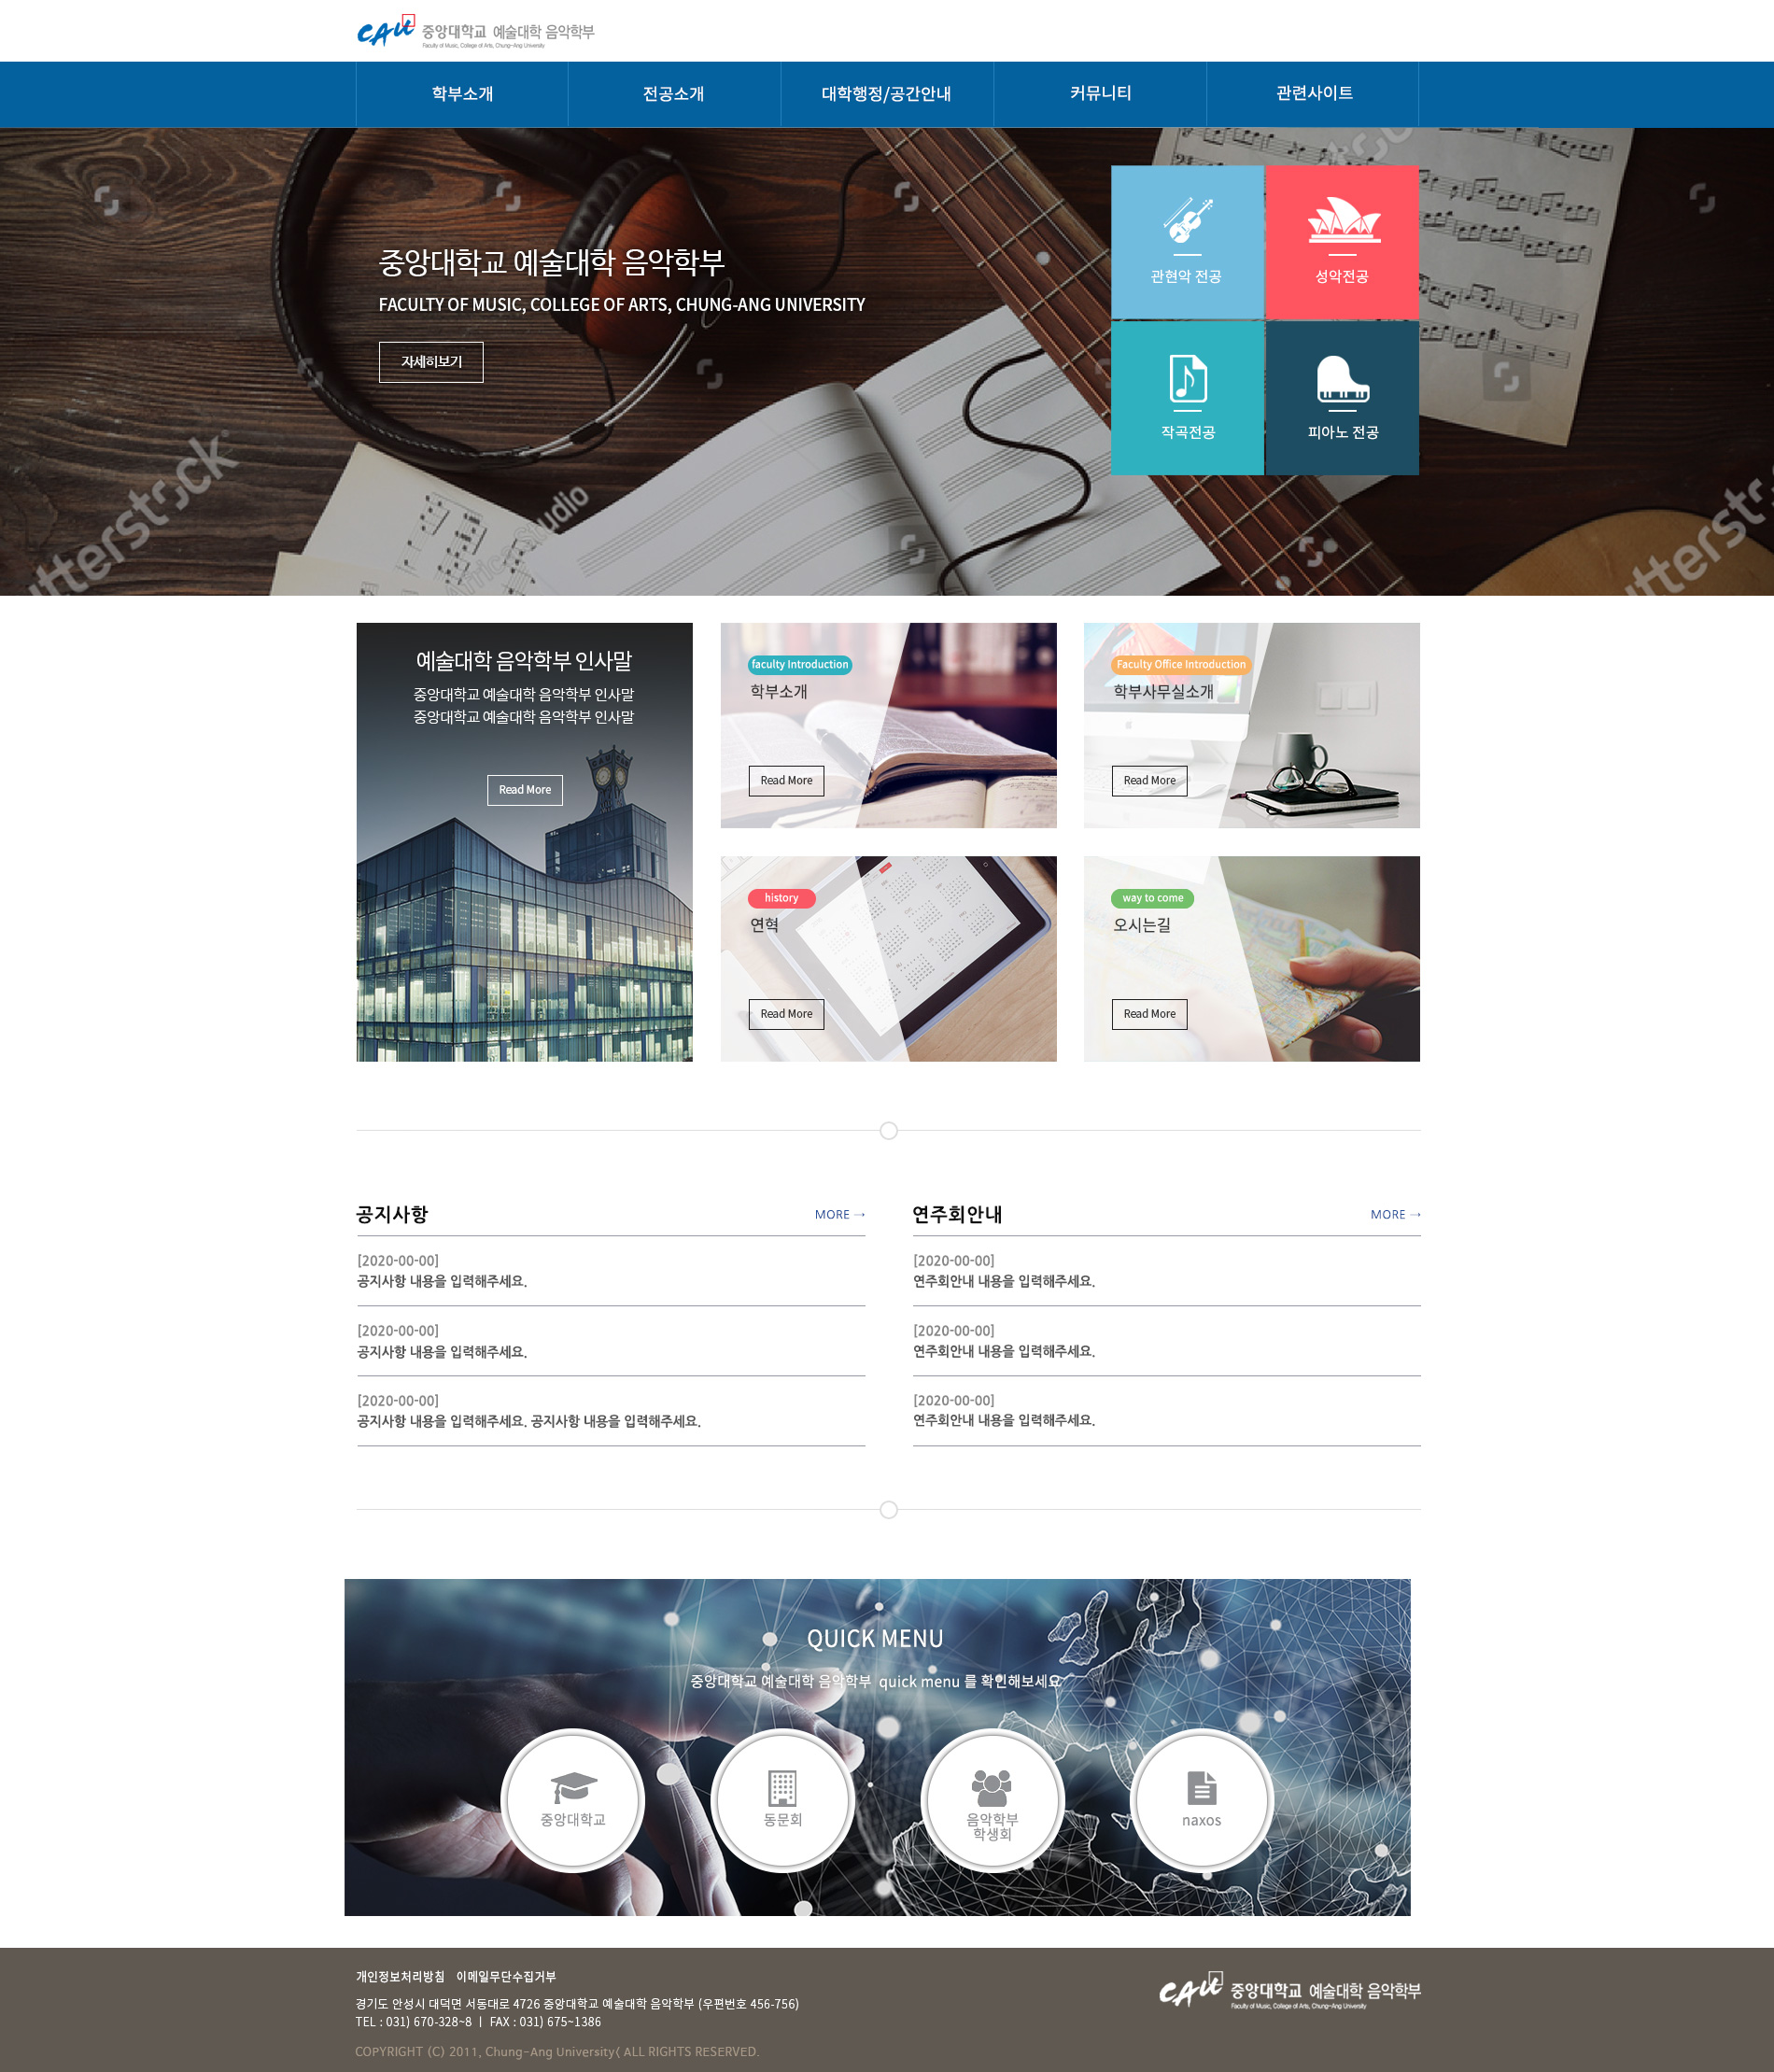 CAU 중앙대학교 예술대학 음악학부
Faculty of Music, College of Arts, Chung-Ang University
학부소개
전공소개
대학행정/공간안내
커뮤니티
관련사이트
중앙대학교 예술대학 음악학부
FACULTY OF MUSIC, COLLEGE OF ARTS, CHUNG-ANG UNIVERSITY
자세히보기
관현악 전공
성악전공
작곡전공
피아노 전공
예술대학 음악학부 인사말
중앙대학교 예술대학 음악학부 인사말
중앙대학교 예술대학 음악학부 인사말
Read More
faculty Introduction
학부소개
Read More
Faculty Office Introduction
학부사무실소개
Read More
history
연혁
Read More
way to come
오시는길
Read More
공지사항
MORE →
[2020-00-00]
공지사항 내용을 입력해주세요.
[2020-00-00]
공지사항 내용을 입력해주세요.
[2020-00-00]
공지사항 내용을 입력해주세요. 공지사항 내용을 입력해주세요.
연주회안내
MORE →
[2020-00-00]
연주회안내 내용을 입력해주세요.
[2020-00-00]
연주회안내 내용을 입력해주세요.
[2020-00-00]
연주회안내 내용을 입력해주세요.
QUICK MENU
중앙대학교 예술대학 음악학부 quick menu 를 확인해보세요
중앙대학교
동문회
음악학부
학생회
naxos
개인정보처리방침 이메일무단수집거부
경기도 안성시 대덕면 서동대로 4726 중앙대학교 예술대학 음악학부 (우편번호 456-756)
TEL : 031) 670-328~8 | FAX : 031) 675~1386
COPYRIGHT (C) 2011, Chung-Ang University( ALL RIGHTS RESERVED.
CAU 중앙대학교 예술대학 음악학부
Faculty of Music, College of Arts, Chung-Ang University